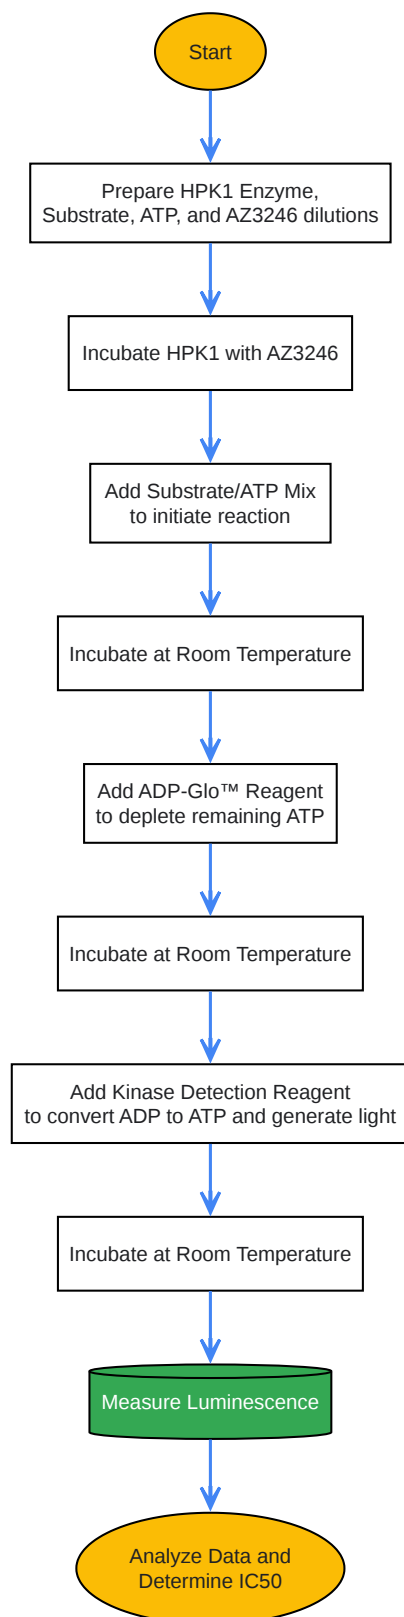 Start
Prepare HPK1 Enzyme,
Substrate, ATP, and AZ3246 dilutions
Incubate HPK1 with AZ3246
Add Substrate/ATP Mix
to initiate reaction
Incubate at Room Temperature
Add ADP-Glo™ Reagent
to deplete remaining ATP
Incubate at Room Temperature
Add Kinase Detection Reagent
to convert ADP to ATP and generate light
Incubate at Room Temperature
Measure Luminescence
Analyze Data and
Determine IC50